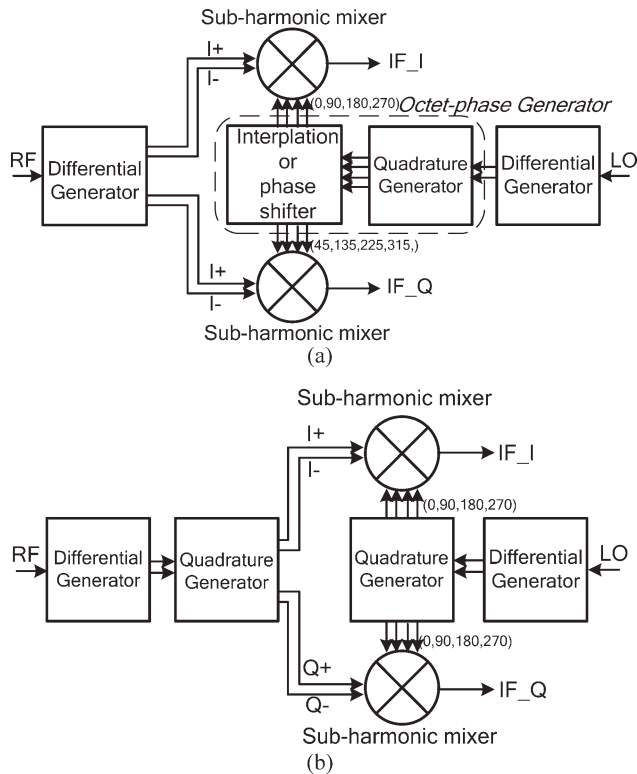 Sub-harmonic mixer
I+
I-
IF_I
(0,90,180,270)
Octet-phase Generator
RF
Differential
Generator
Interplation
or
phase
shifter
Quadrature
Generator
Differential
Generator
LO
(45,135,225,315,)
I+
I-
IF_Q
Sub-harmonic mixer
(a)
Sub-harmonic mixer
I+
I-
IF_I
(0,90,180,270)
RF
Differential
Generator
Quadrature
Generator
Quadrature
Generator
Differential
Generator
LO
(0,90,180,270)
Q+
Q-
IF_Q
Sub-harmonic mixer
(b)